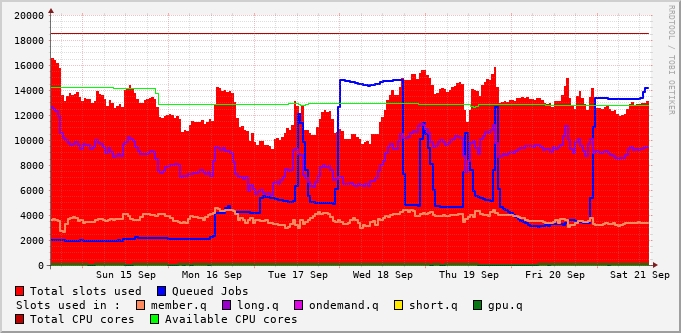 RRDTOOL / TOBI OETIKER
20000
18000
16000
14000
12000
10000
8000
6000
4000
2000
0
Sun 15 Sep Mon 16 Sep Tue 17 Sep Wed 18 Sep Thu 19 Sep Fri 20 Sep Sat 21 Sep
Total slots used Queued Jobs
Slots used in : member.q long.q ondemand.q short.q gpu.q
Total CPU cores Available CPU cores